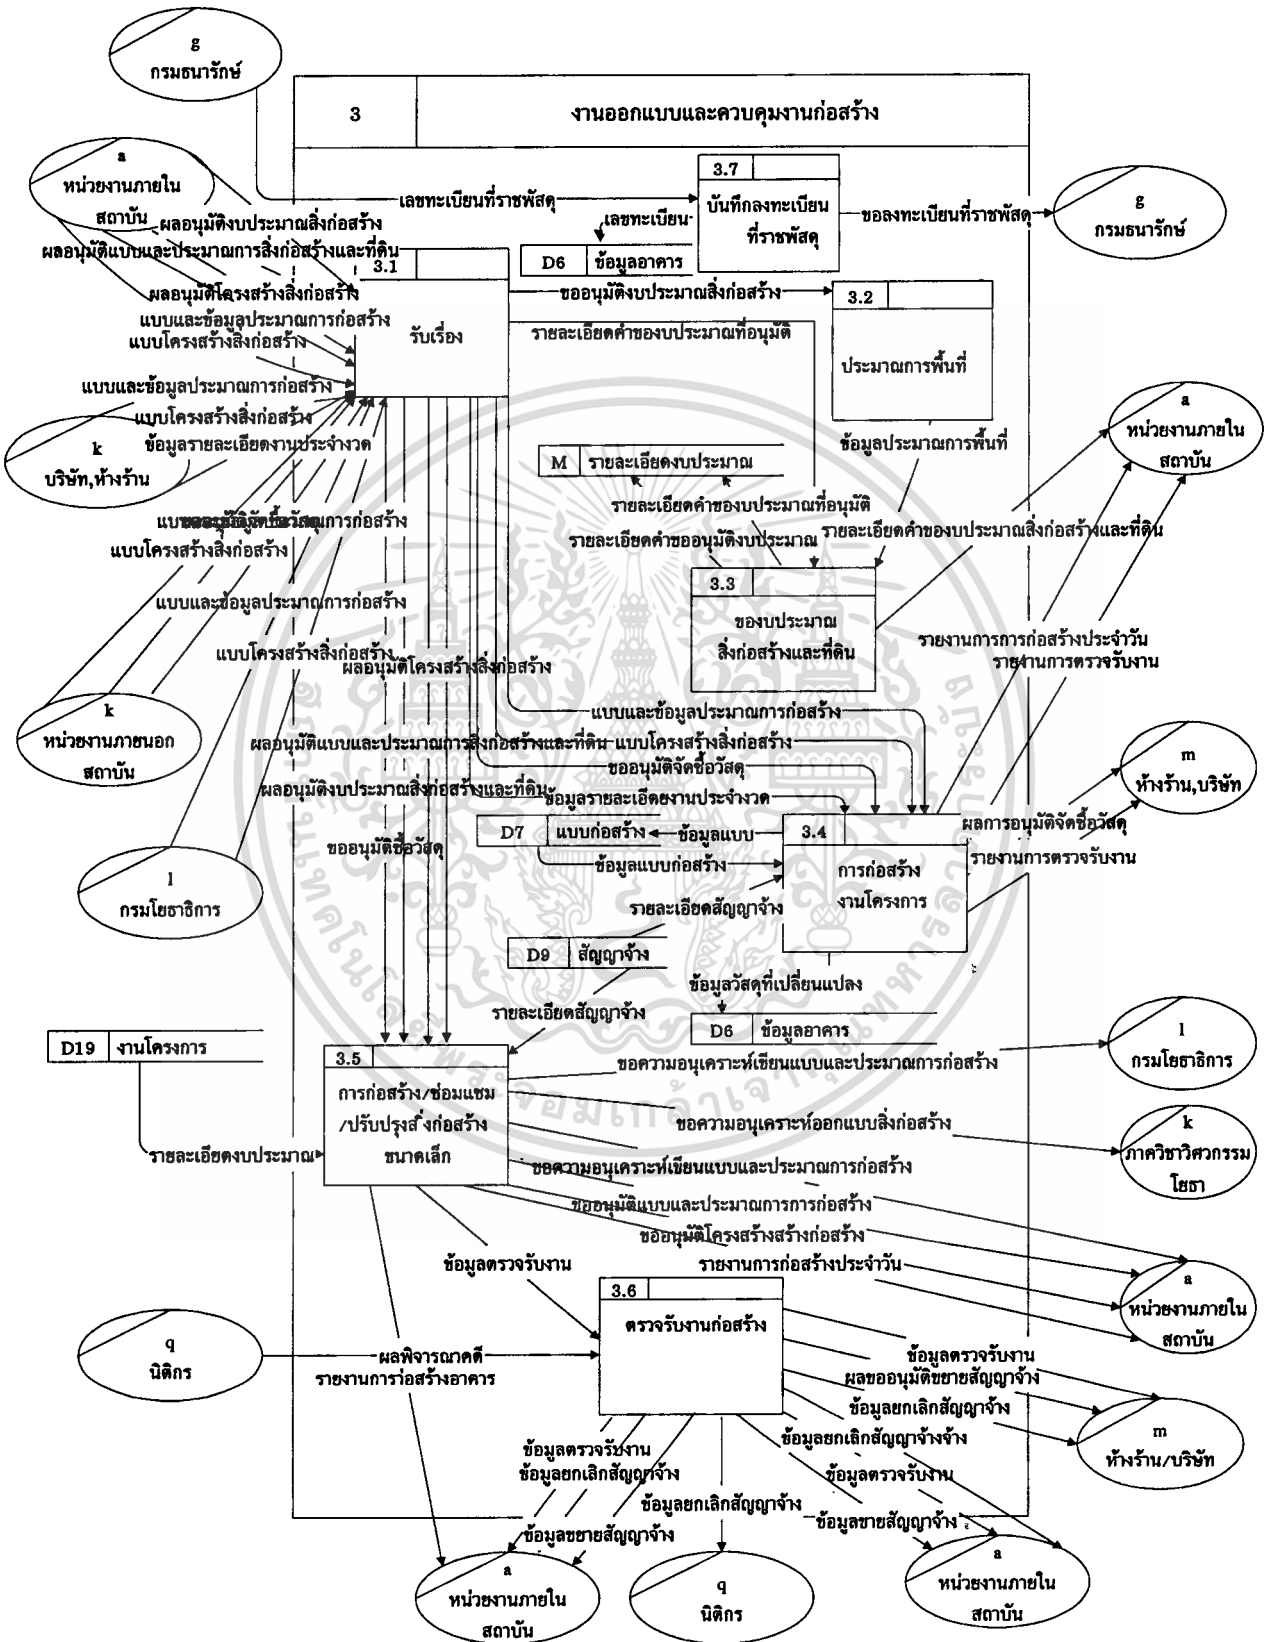 g
กรมธนารักษ์
3
งานออกแบบและควบคุมงานก่อสร้าง
a
หน่วยงานภายใน
สถาบัน
เลขทะเบียนที่ราชพัสดุ
3.7
บันทึกลงทะเบียน
ที่ราชพัสดุ
ขอลงทะเบียนที่ราชพัสดุ
g
กรมธนารักษ์
ผลอนุมัติงบประมาณสิ่งก่อสร้าง
เลขทะเบียน
ผลอนุมัติแบบและประมาณการสิ่งก่อสร้างและที่ดิน
D6 ข้อมูลอาคาร
3.1
รับเรื่อง
ขออนุมัติงบประมาณสิ่งก่อสร้าง
3.2
ประมาณการพื้นที่
ผลอนุมัติโครงสร้างสิ่งก่อสร้าง
แบบและข้อมูลประมาณการก่อสร้าง
แบบโครงสร้างสิ่งก่อสร้าง
รายละเอียดคำของบประมาณที่อนุมัติ
แบบและข้อมูลประมาณการก่อสร้าง
แบบโครงสร้างสิ่งก่อสร้าง
ข้อมูลรายละเอียดงานประจำงวด
k
บริษัท,ห้างร้าน
ข้อมูลประมาณการพื้นที่
a
หน่วยงานภายใน
สถาบัน
M รายละเอียดงบประมาณ
รายละเอียดคำของบประมาณที่อนุมัติ
รายละเอียดคำขออนุมัติงบประมาณ
รายละเอียดคำของบประมาณสิ่งก่อสร้างและที่ดิน
แบบโครงสร้างสิ่งก่อสร้าง
3.3
ของบประมาณ
สิ่งก่อสร้างและที่ดิน
แบบและข้อมูลประมาณการก่อสร้าง
แบบโครงสร้างสิ่งก่อสร้าง
ผลอนุมัติโครงสร้างสิ่งก่อสร้าง
รายงานการการก่อสร้างประจำวัน
รายงานการตรวจรับงาน
k
หน่วยงานภายนอก
สถาบัน
แบบและข้อมูลประมาณการก่อสร้าง
ผลอนุมัติแบบและประมาณการสิ่งก่อสร้างและที่ดิน
แบบโครงสร้างสิ่งก่อสร้าง
ขออนุมัติจัดซื้อวัสดุ
m
ห้างร้าน,บริษัท
ผลอนุมัติงบประมาณสิ่งก่อสร้างและที่ดิน
ข้อมูลรายละเอียดงานประจำงวด
D7 แบบก่อสร้าง
ข้อมูลแบบ
ข้อมูลแบบก่อสร้าง
3.4
การก่อสร้าง
งานโครงการ
ผลการอนุมัติจัดซื้อวัสดุ
รายงานการตรวจรับงาน
ขออนุมัติซื้อวัสดุ
l
กรมโยธาธิการ
รายละเอียดสัญญาจ้าง
D9 สัญญาจ้าง
ข้อมูลวัสดุที่เปลี่ยนแปลง
D6 ข้อมูลอาคาร
รายละเอียดสัญญาจ้าง
D19 งานโครงการ
3.5
การก่อสร้าง/ซ่อมแซม
/ปรับปรุงสิ่งก่อสร้าง
ขนาดเล็ก
รายละเอียดงบประมาณ
ขอความอนุเคราะห์เขียนแบบและประมาณการก่อสร้าง
l
กรมโยธาธิการ
ขอความอนุเคราะห์ออกแบบสิ่งก่อสร้าง
k
ภาควิชาวิศวกรรม
โยธา
ขอความอนุเคราะห์เขียนแบบและประมาณการก่อสร้าง
ขออนุมัติแบบและประมาณการการก่อสร้าง
ขออนุมัติโครงสร้างสร้างก่อสร้าง
รายงานการก่อสร้างประจำวัน
a
หน่วยงานภายใน
สถาบัน
ข้อมูลตรวจรับงาน
3.6
ตรวจรับงานก่อสร้าง
q
นิติกร
ผลพิจารณาคดี
รายงานการว่อสร้างอาคาร
ข้อมูลตรวจรับงาน
ผลขออนุมัติขยายสัญญาจ้าง
ข้อมูลยกเลิกสัญญาจ้าง
m
ห้างร้าน/บริษัท
ข้อมูลตรวจรับงาน
ข้อมูลยกเลิกสัญญาจ้าง
ข้อมูลยกเลิกสัญญาจ้างจ้าง
ข้อมูลตรวจรับงาน
ข้อมูลยกเลิกสัญญาจ้าง
ข้อมูลขยายสัญญาจ้าง
ข้อมูลขายสัญญาจ้าง
a
หน่วยงานภายใน
สถาบัน
q
นิติกร
a
หน่วยงานภายใน
สถาบัน